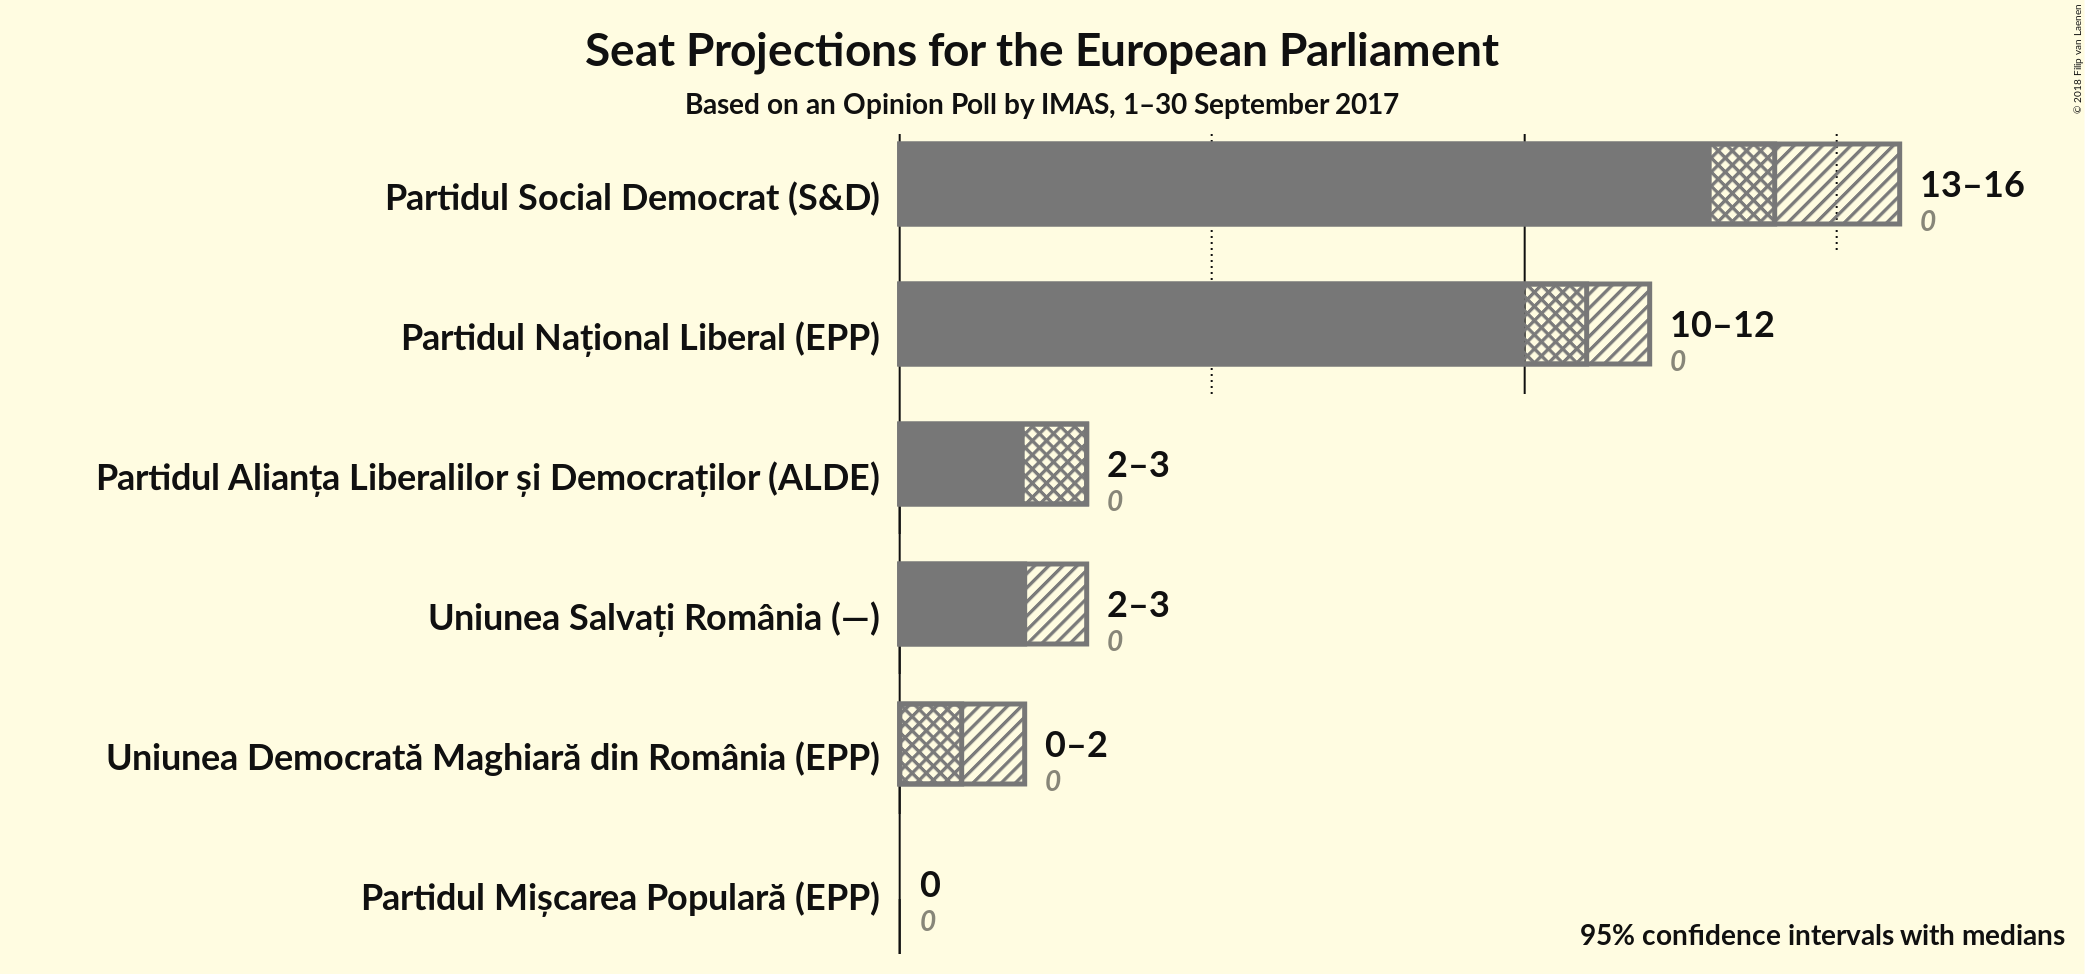 Seat Projections for the European Parliament
Based on an Opinion Poll by IMAS, 1–30 September 2017
© 2018 Filip van Laenen
Partidul Social Democrat (S&D)
13–16
0
Partidul Național Liberal (EPP)
10–12
0
Partidul Alianța Liberalilor și Democraților (ALDE)
2–3
0
Uniunea Salvați România (—)
2–3
0
Uniunea Democrată Maghiară din România (EPP)
0–2
0
Partidul Mișcarea Populară (EPP)
0
0
95% confidence intervals with medians